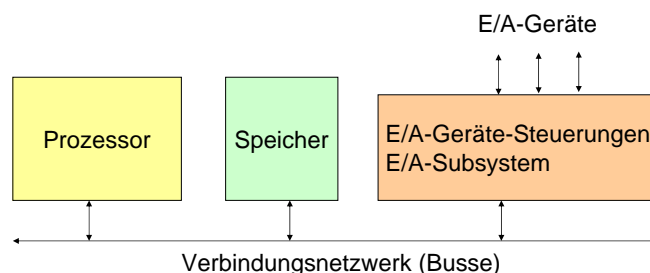 E/A-Geräte
Prozessor
Speicher
E/A-Geräte-Steuerungen
E/A-Subsystem
Verbindungsnetzwerk (Busse)